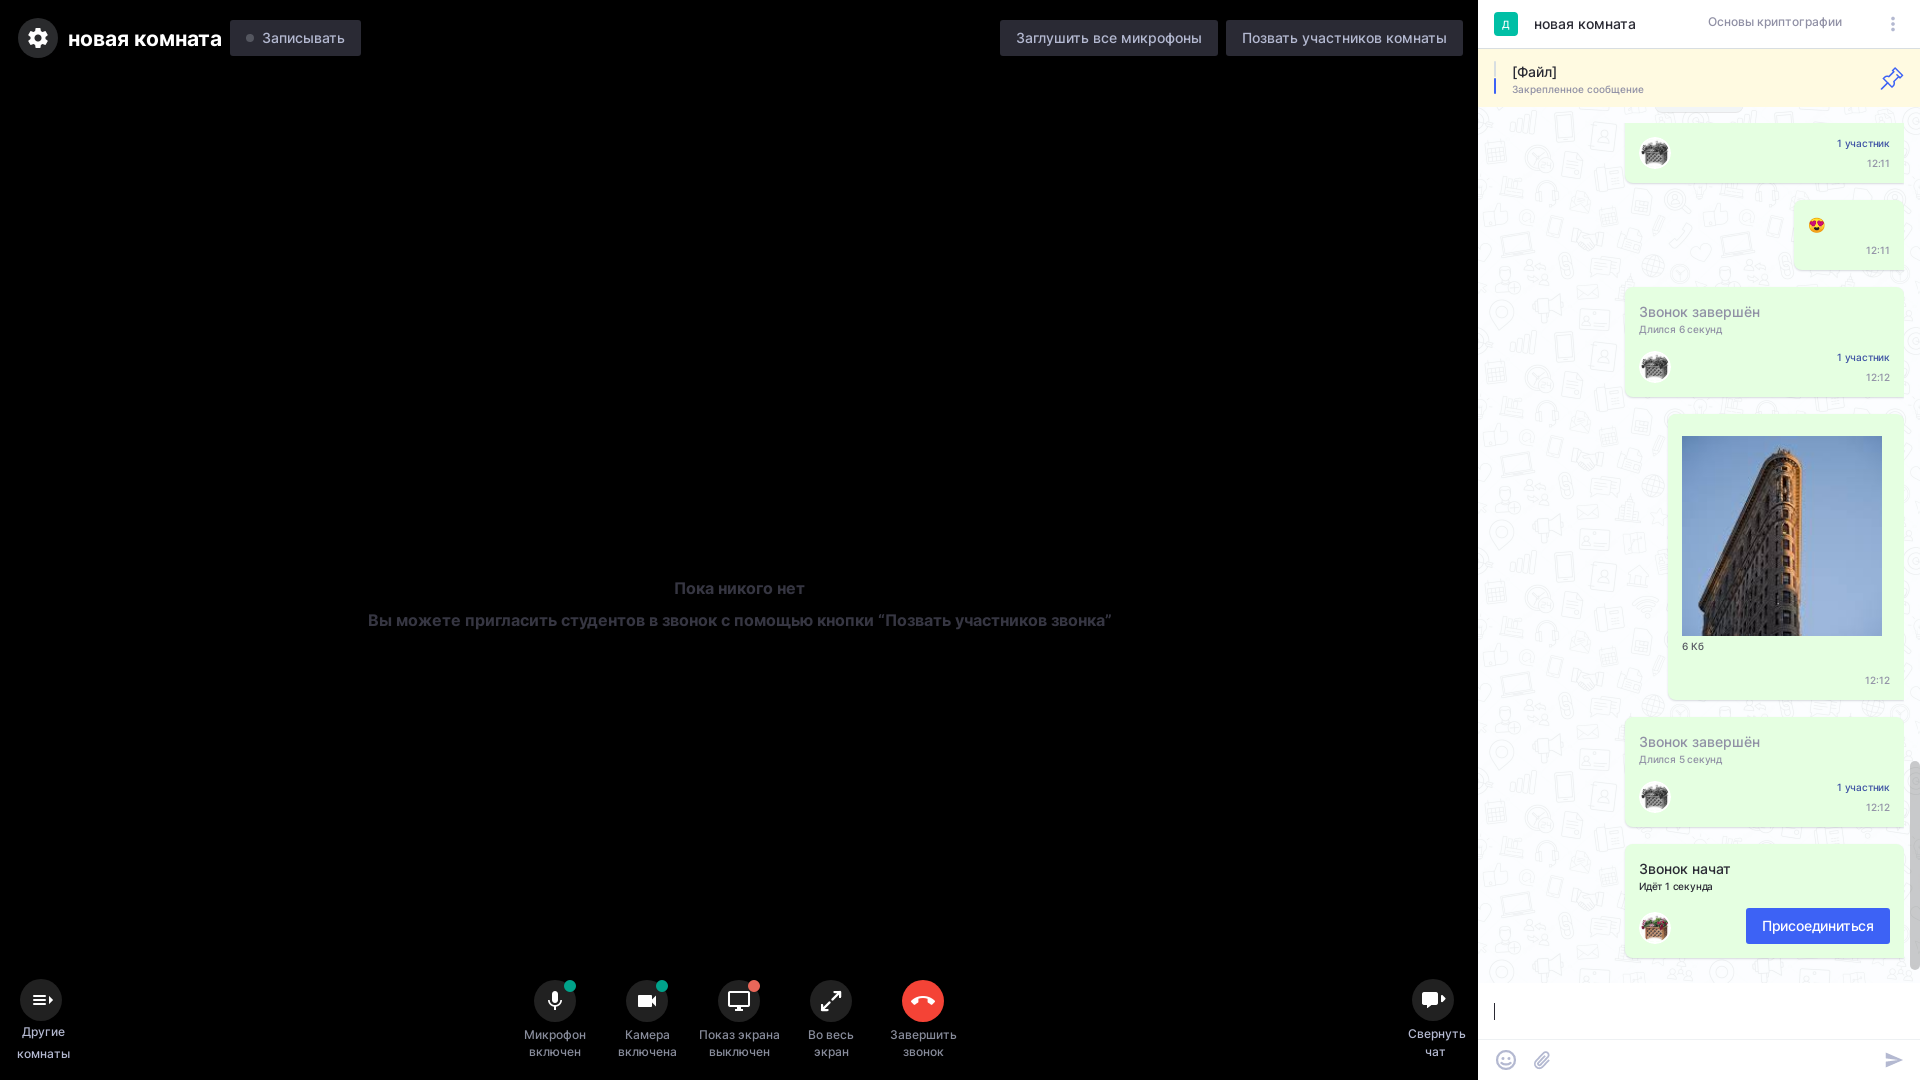 новая комната
Записывать
Заглушить все микрофоны
Позвать участников комнаты
Пока никого нет
Вы можете пригласить студентов в звонок с помощью кнопки “Позвать участников звонка”
Другие
комнаты
Микрофон
включен
Камера
включена
Показ экрана
выключен
Во весь
экран
Завершить
звонок
Свернуть
чат
Д
новая комната
Основы криптографии
[Файл]
Закрепленное сообщение
1 участник
12:11
12:11
Звонок завершён
Длился 6 секунд
1 участник
12:12
6 Кб
12:12
Звонок завершён
Длился 5 секунд
1 участник
12:12
Звонок начат
Идёт 1 секунда
Присоединиться